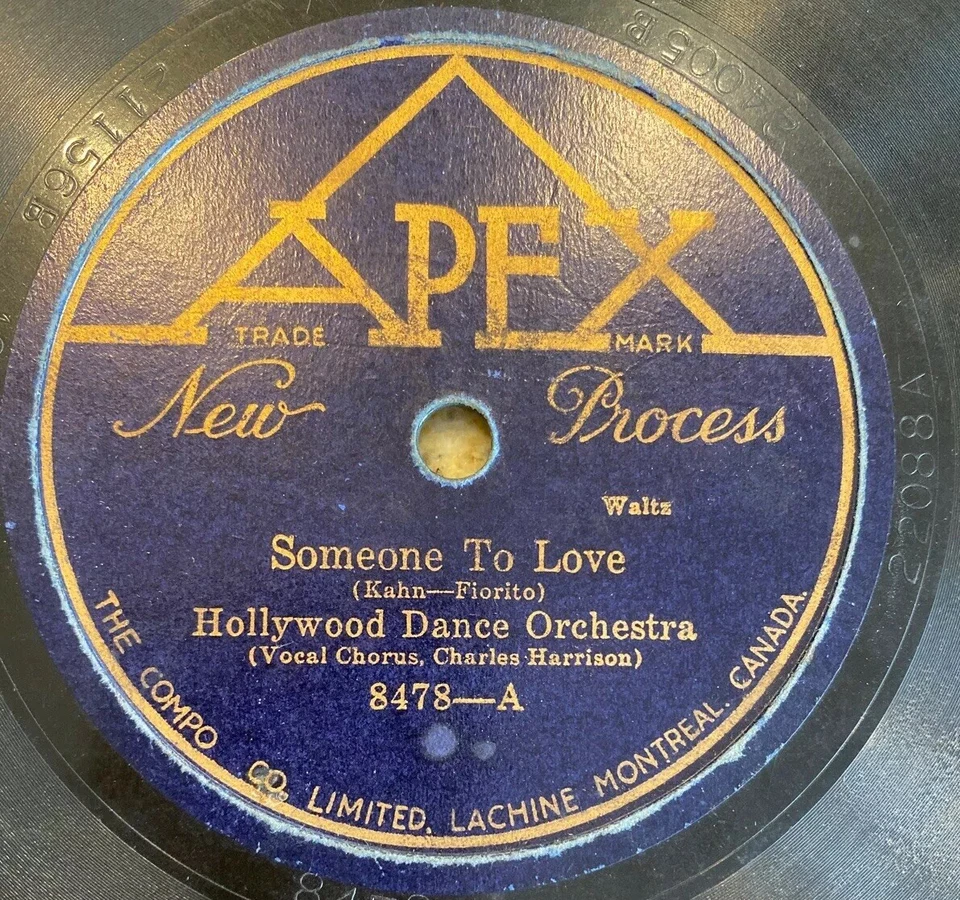 APEX
TRADE MARK
New Process
Waltz
Someone To Love
(Kahn—Fiorito)
Hollywood Dance Orchestra
(Vocal Chorus, Charles Harrison)
8478—A
THE COMPO CO. LIMITED. LACHINE MONTREAL. CANADA.
24005 B
22088 A